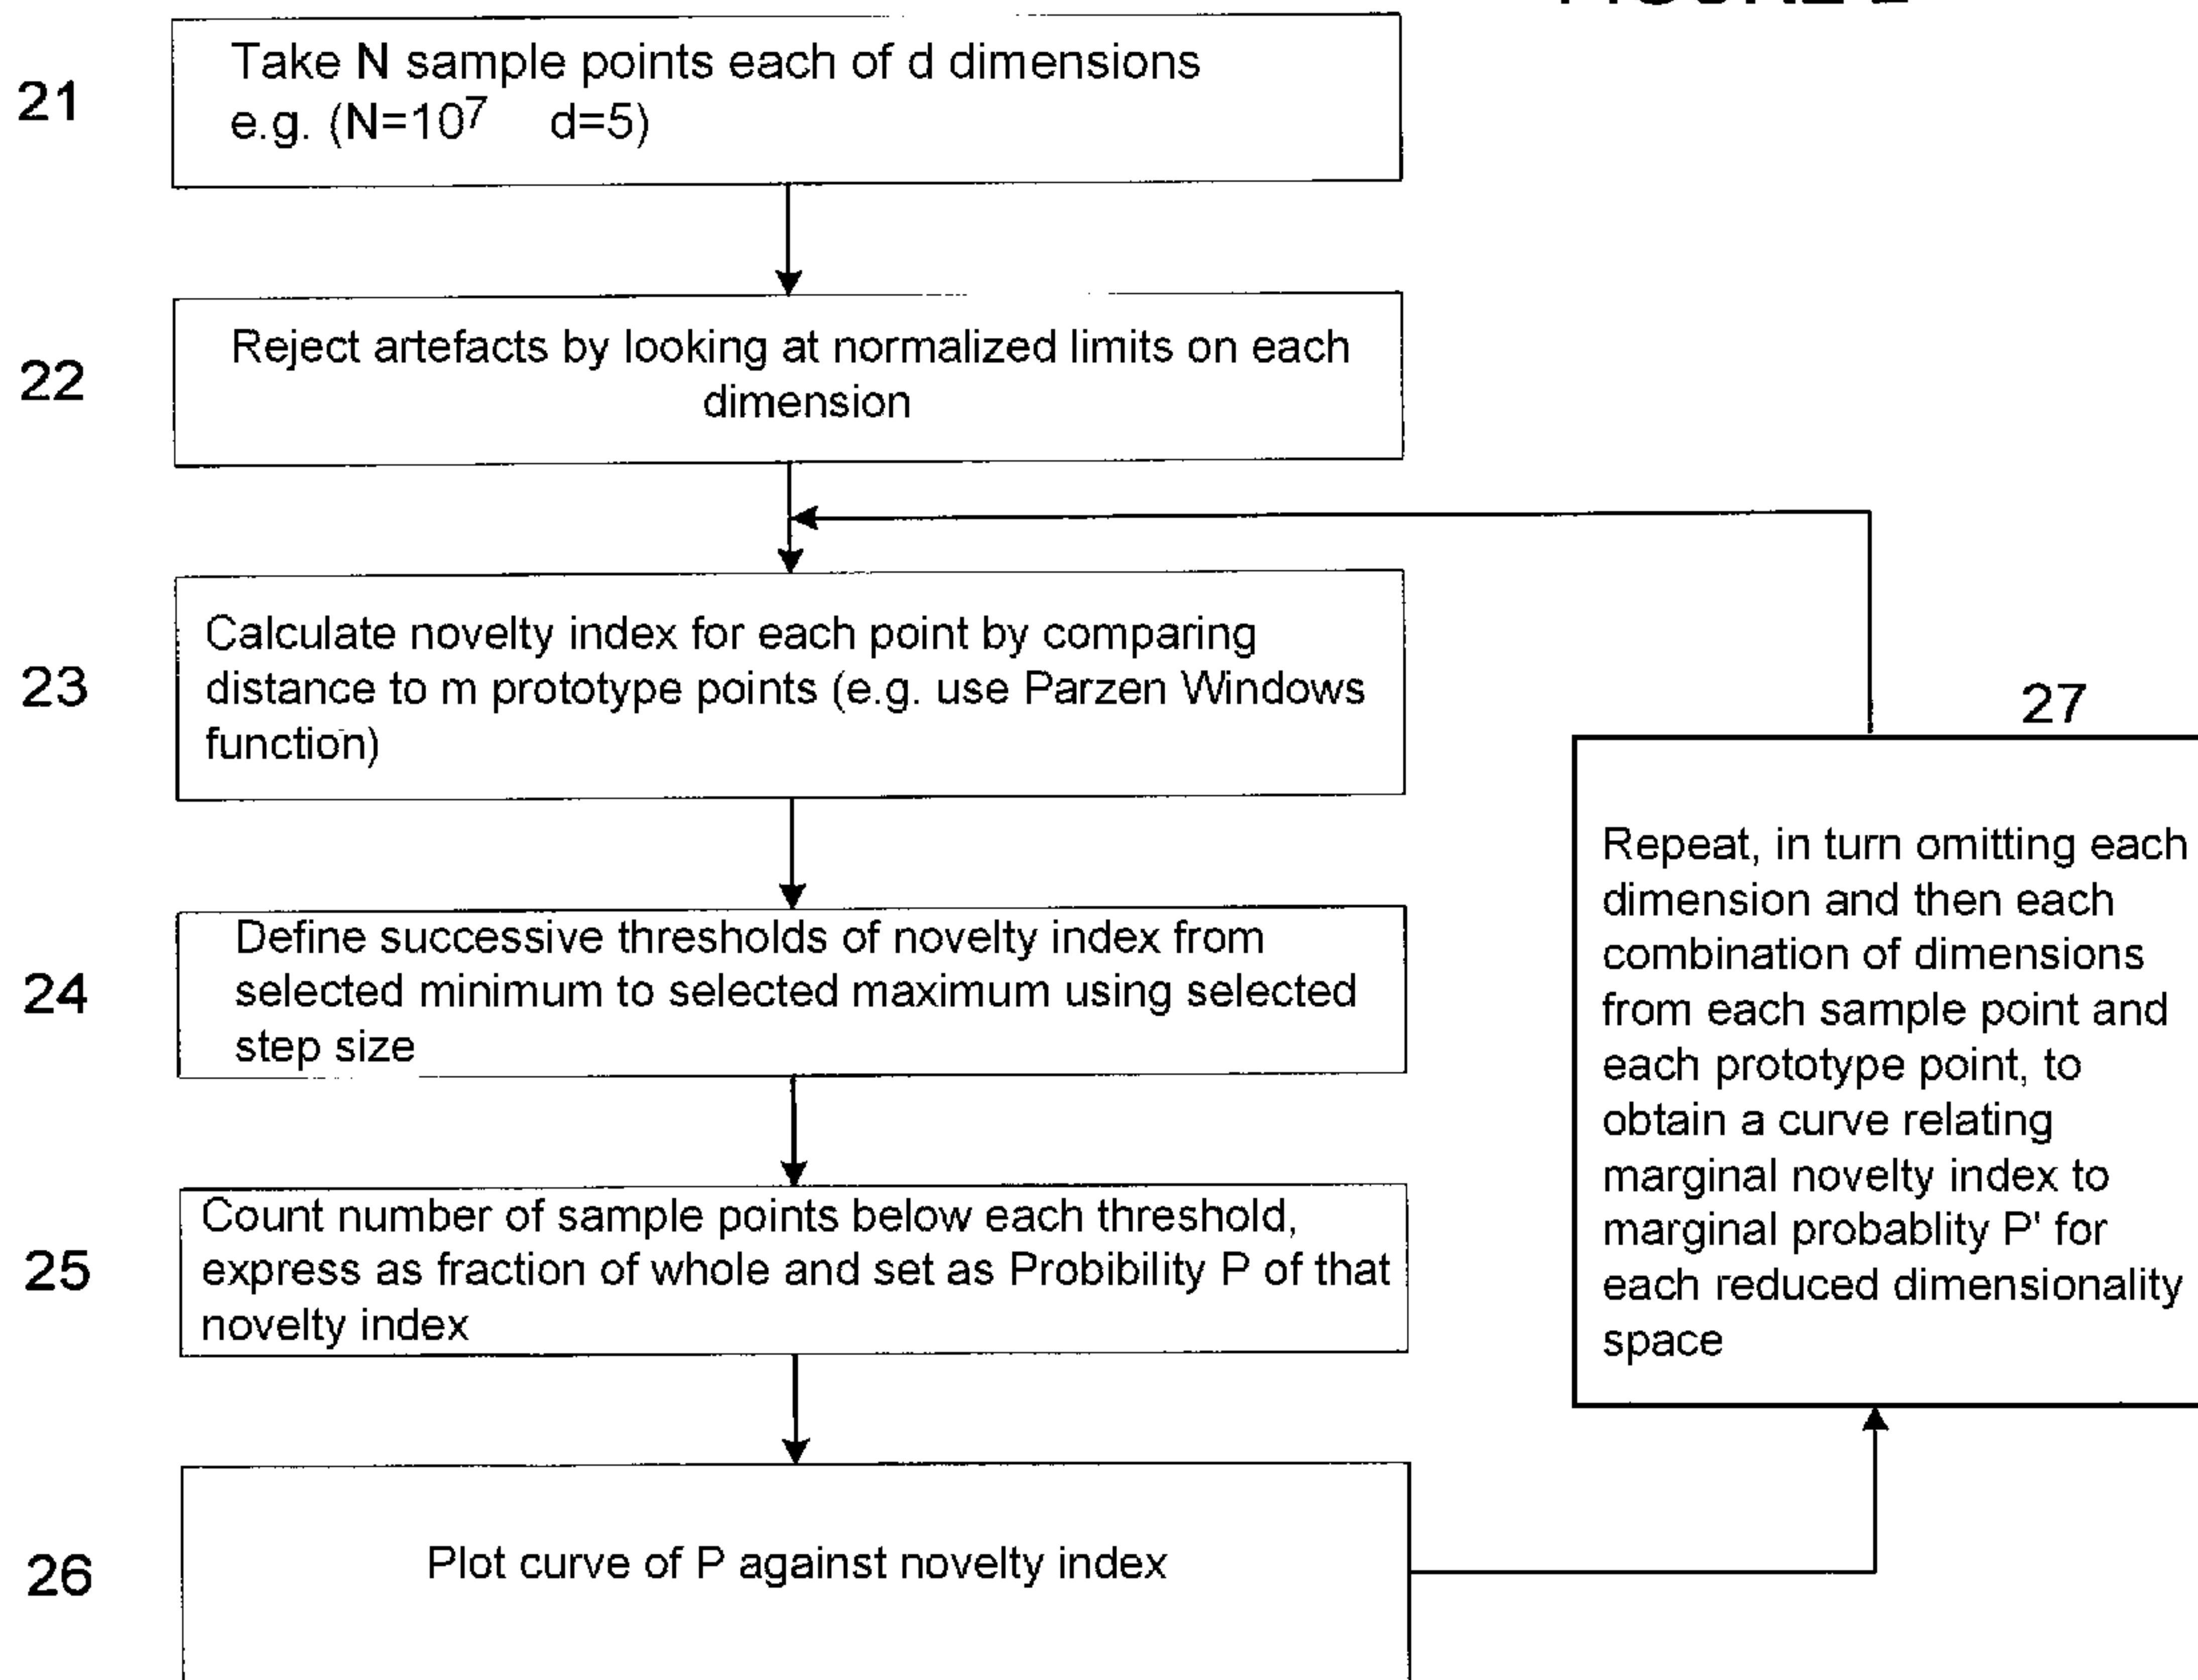 21
Take N sample points each of d dimensions
e.g. (N=10⁷ d=5)
22
Reject artefacts by looking at normalized limits on each
dimension
23
Calculate novelty index for each point by comparing
distance to m prototype points (e.g. use Parzen Windows
function)
24
Define successive thresholds of novelty index from
selected minimum to selected maximum using selected
step size
25
Count number of sample points below each threshold,
express as fraction of whole and set as Probibility P of that
novelty index
26
Plot curve of P against novelty index
27
Repeat, in turn omitting each
dimension and then each
combination of dimensions
from each sample point and
each prototype point, to
obtain a curve relating
marginal novelty index to
marginal probablity P' for
each reduced dimensionality
space